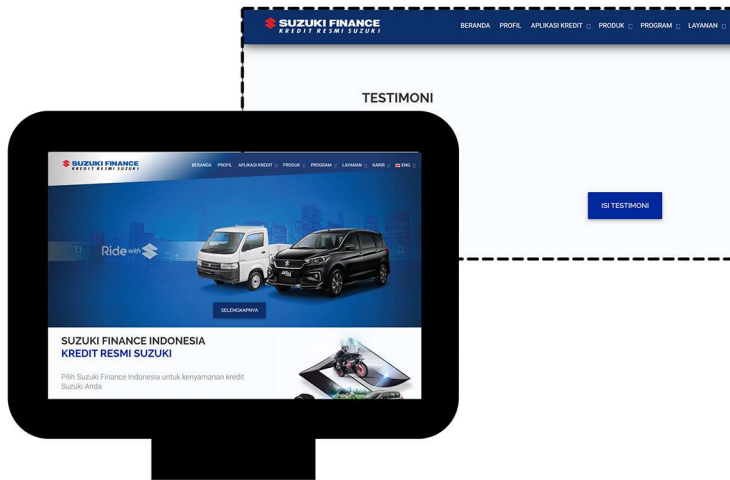 SUZUKI FINANCE
KREDIT RESMI SUZUKI
BERANDA PROFIL APLIKASI KREDIT PRODUK PROGRAM LAYANAN
TESTIMONI
ISI TESTIMONI
SUZUKI FINANCE
KREDIT RESMI SUZUKI
BERANDA PROFIL APLIKASI KREDIT PRODUK PROGRAM LAYANAN KARIR ENG
Ride with
SELENGKAPNYA
SUZUKI FINANCE INDONESIA
KREDIT RESMI SUZUKI
Pilih Suzuki Finance Indonesia untuk kenyamanan kredit
Suzuki Anda